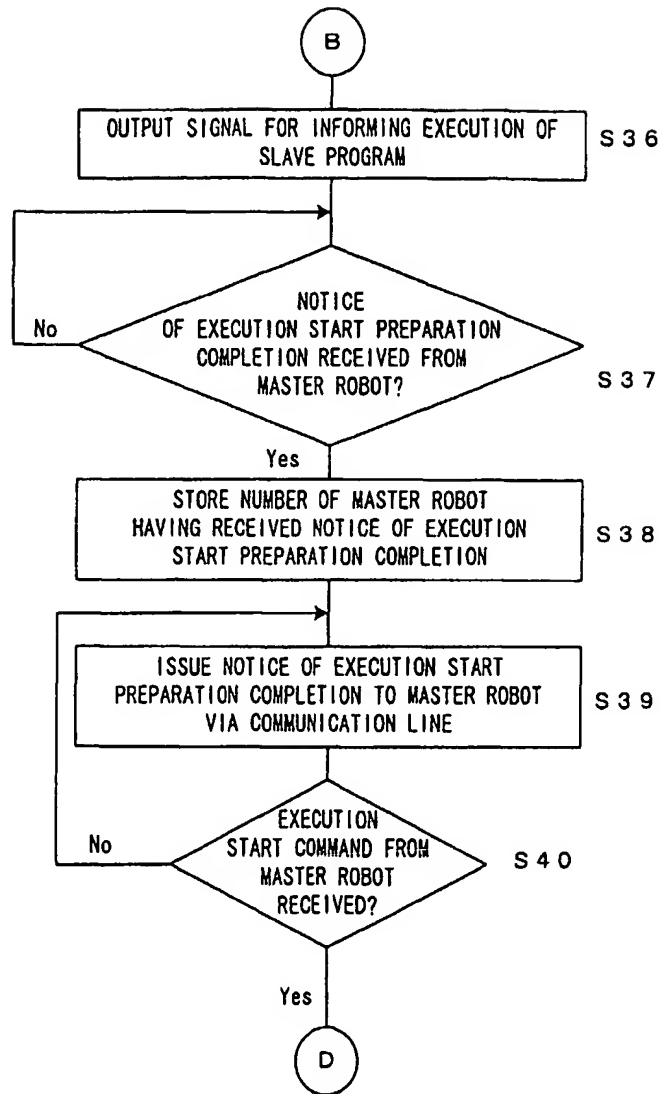 B
OUTPUT SIGNAL FOR INFORMING EXECUTION OF
SLAVE PROGRAM
S36
NOTICE
OF EXECUTION START PREPARATION
COMPLETION RECEIVED FROM
MASTER ROBOT?
No
S37
Yes
STORE NUMBER OF MASTER ROBOT
HAVING RECEIVED NOTICE OF EXECUTION
START PREPARATION COMPLETION
S38
ISSUE NOTICE OF EXECUTION START
PREPARATION COMPLETION TO MASTER ROBOT
VIA COMMUNICATION LINE
S39
EXECUTION
START COMMAND FROM
MASTER ROBOT
RECEIVED?
No
S40
Yes
D